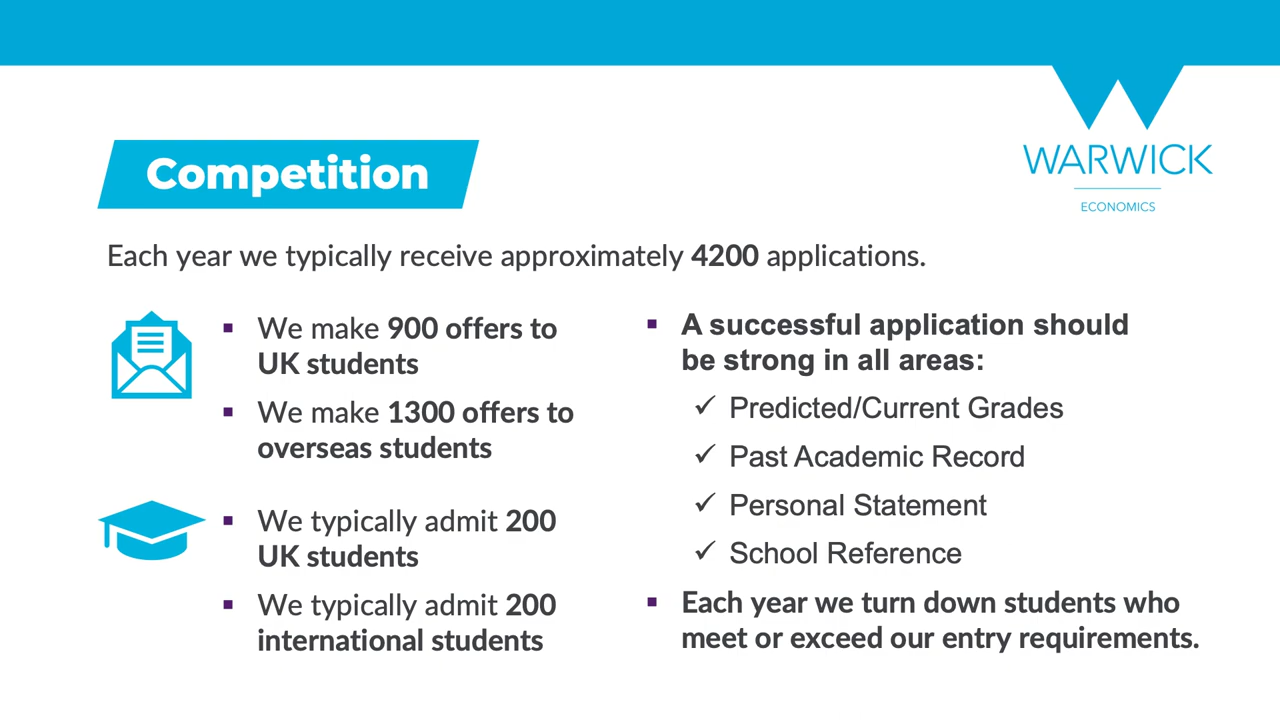 WARWICK
ECONOMICS
Competition
Each year we typically receive approximately 4200 applications.
▪ We make 900 offers to
UK students
▪ We make 1300 offers to
overseas students
▪ We typically admit 200
UK students
▪ We typically admit 200
international students
▪ A successful application should
be strong in all areas:
✓ Predicted/Current Grades
✓ Past Academic Record
✓ Personal Statement
✓ School Reference
▪ Each year we turn down students who
meet or exceed our entry requirements.